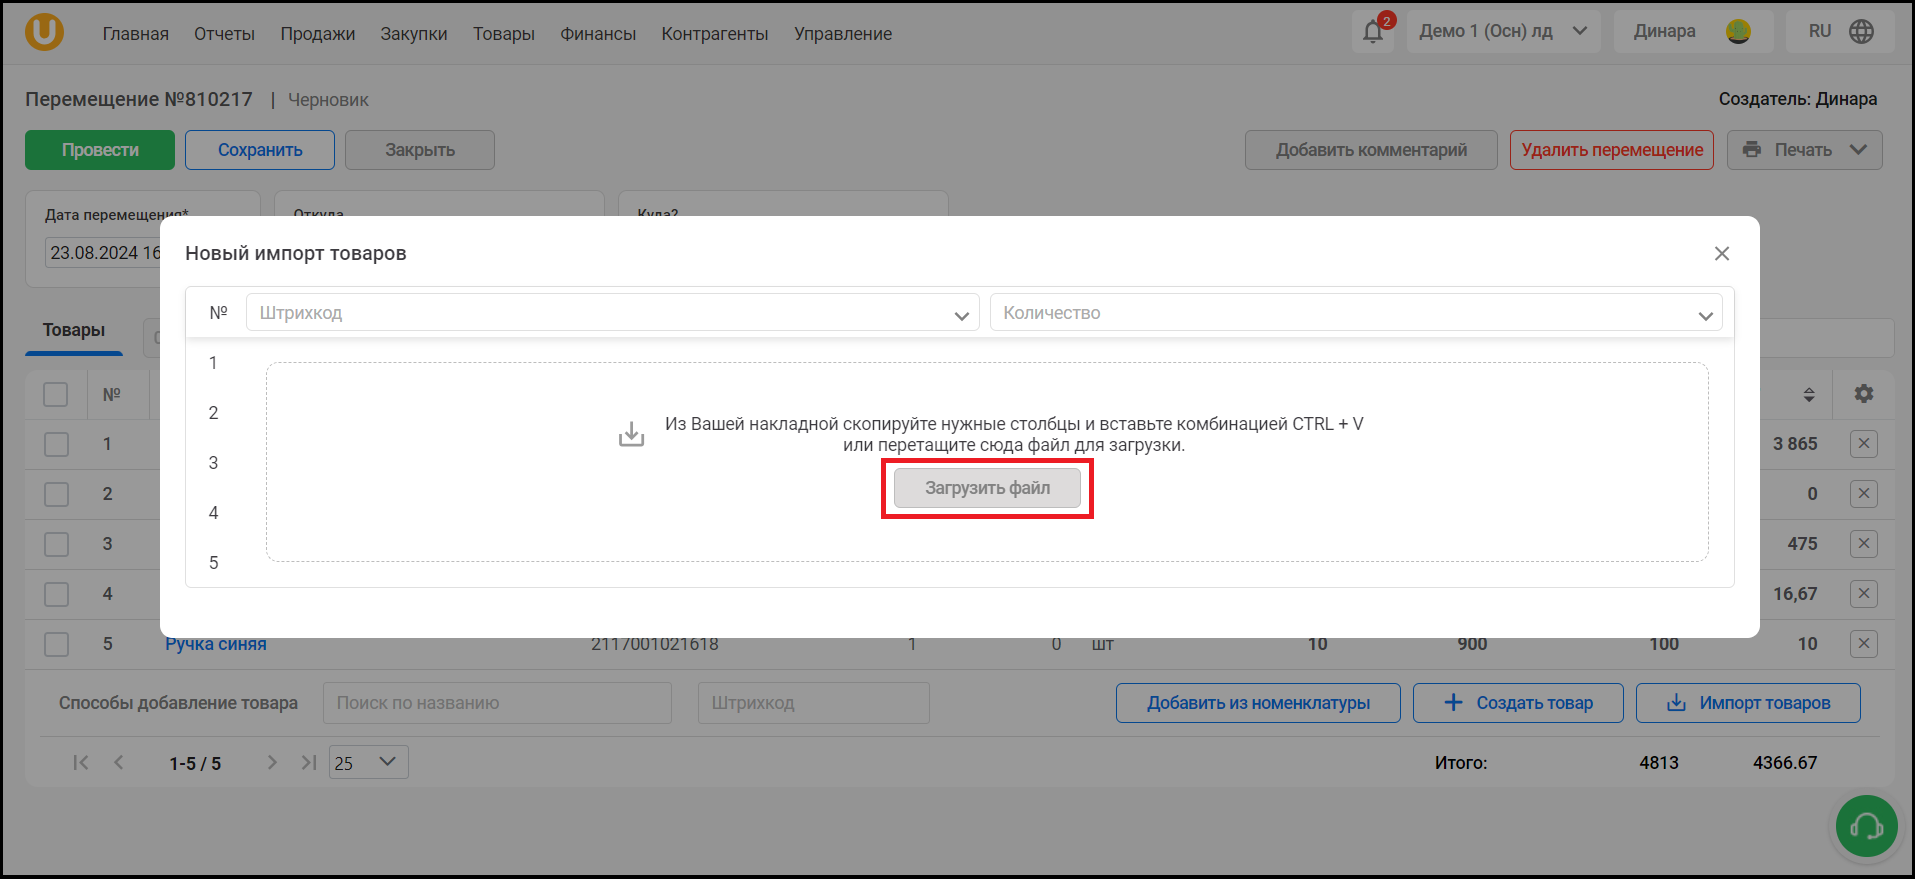 Главная Отчеты Продажи Закупки Товары Финансы Контрагенты Управление 2 Демо 1 (Осн) лд Динара RU
Перемещение №810217 | Черновик Создатель: Динара
Провести Сохранить Закрыть Добавить комментарий Удалить перемещение Печать
Дата перемещения* Откуда Куда?
23.08.2024 16
Новый импорт товаров
№ Штрихкод Количество
Товары
1
2
3
4
5
Из Вашей накладной скопируйте нужные столбцы и вставьте комбинацией CTRL + V
или перетащите сюда файл для загрузки.
Загрузить файл
№
1 3 865
2 0
3 475
4 16,67
5 Ручка синяя 2117001021618 1 0 шт 10 900 100 10
Способы добавление товара Поиск по названию Штрихкод Добавить из номенклатуры + Создать товар Импорт товаров
1-5 / 5 25 Итого: 4813 4366.67